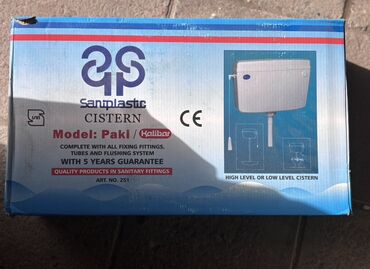 Saniplastic
CISTERN
Model: Paki / Kalibar
CE
COMPLETE WITH ALL FIXING FITTINGS,
TUBES AND FLUSHING SYSTEM
WITH 5 YEARS GUARANTEE
QUALITY PRODUCTS IN SANITARY FITTINGS
ART. NO. 251
HIGH LEVEL OR LOW LEVEL CISTERN